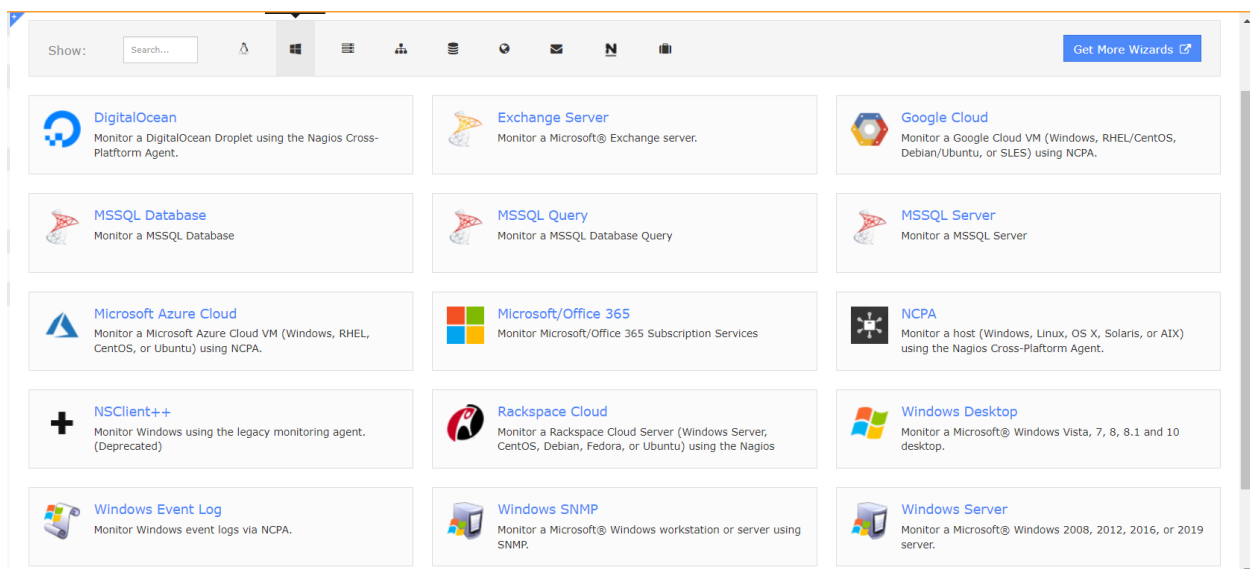 Show:
Search...
N
Get More Wizards
DigitalOcean
Monitor a DigitalOcean Droplet using the Nagios Cross-
Platftorm Agent.
Exchange Server
Monitor a Microsoft® Exchange server.
Google Cloud
Monitor a Google Cloud VM (Windows, RHEL/CentOS,
Debian/Ubuntu, or SLES) using NCPA.
MSSQL Database
Monitor a MSSQL Database
MSSQL Query
Monitor a MSSQL Database Query
MSSQL Server
Monitor a MSSQL Server
Microsoft Azure Cloud
Monitor a Microsoft Azure Cloud VM (Windows, RHEL,
CentOS, or Ubuntu) using NCPA.
Microsoft/Office 365
Monitor Microsoft/Office 365 Subscription Services
NCPA
Monitor a host (Windows, Linux, OS X, Solaris, or AIX)
using the Nagios Cross-Plaftorm Agent.
NSClient++
Monitor Windows using the legacy monitoring agent.
(Deprecated)
Rackspace Cloud
Monitor a Rackspace Cloud Server (Windows Server,
CentOS, Debian, Fedora, or Ubuntu) using the Nagios
Windows Desktop
Monitor a Microsoft® Windows Vista, 7, 8, 8.1 and 10
desktop.
Windows Event Log
Monitor Windows event logs via NCPA.
Windows SNMP
Monitor a Microsoft® Windows workstation or server using
SNMP.
Windows Server
Monitor a Microsoft® Windows 2008, 2012, 2016, or 2019
server.